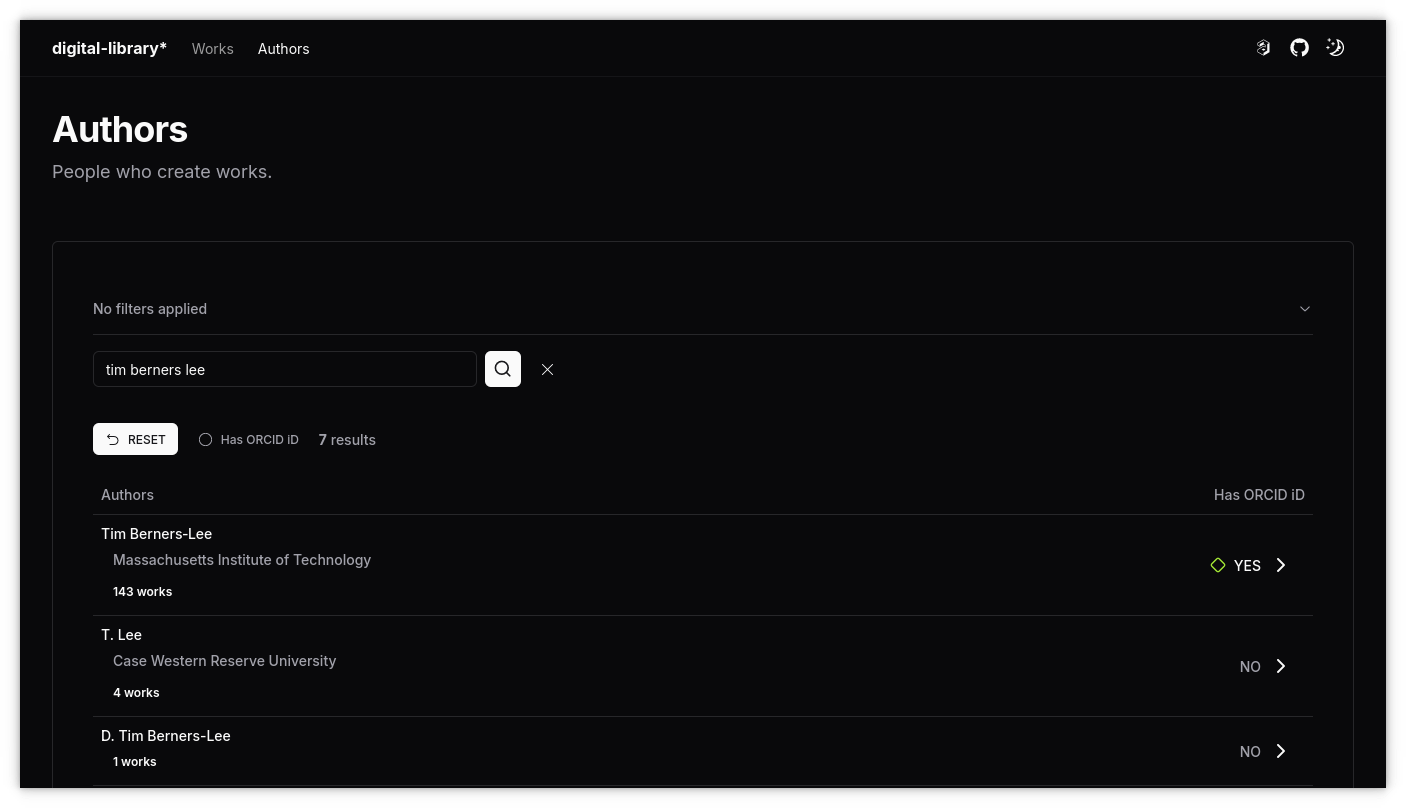 digital-library* Works Authors
Authors
People who create works.
No filters applied
tim berners lee
RESET Has ORCID iD 7 results
Authors Has ORCID iD
Tim Berners-Lee
Massachusetts Institute of Technology
143 works
YES
T. Lee
Case Western Reserve University
4 works
NO
D. Tim Berners-Lee
1 works
NO